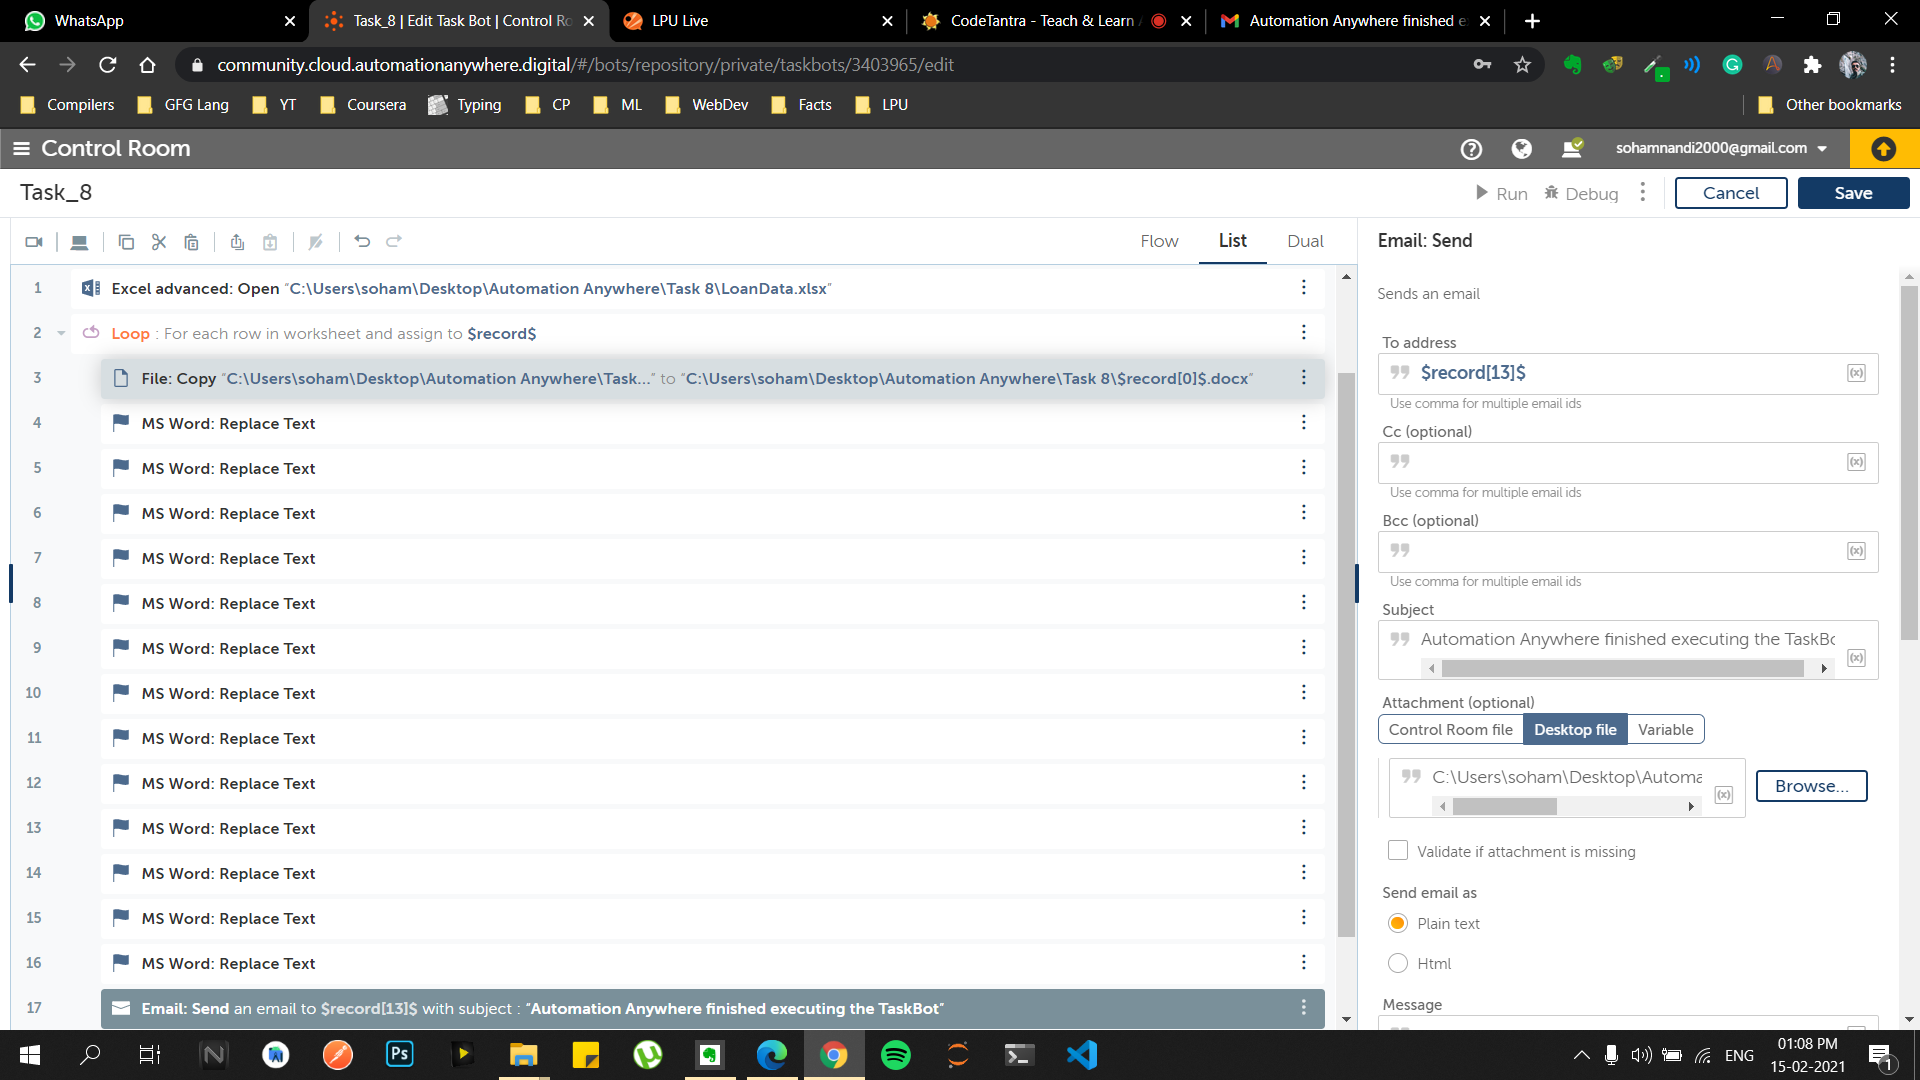 WhatsApp
Task_8 | Edit Task Bot | Control Ro
LPU Live
CodeTantra - Teach & Learn
Automation Anywhere finished e
community.cloud.automationanywhere.digital/#/bots/repository/private/taskbots/3403965/edit
Compilers
GFG Lang
YT
Coursera
Typing
CP
ML
WebDev
Facts
LPU
Other bookmarks
Control Room
sohamnandi2000@gmail.com
Task_8
Run
Debug
Cancel
Save
Flow
List
Dual
1 Excel advanced: Open “C:\Users\soham\Desktop\Automation Anywhere\Task 8\LoanData.xlsx”
2 Loop : For each row in worksheet and assign to $record$
3 File: Copy “C:\Users\soham\Desktop\Automation Anywhere\Task...” to “C:\Users\soham\Desktop\Automation Anywhere\Task 8\$record[0]$.docx”
4 MS Word: Replace Text
5 MS Word: Replace Text
6 MS Word: Replace Text
7 MS Word: Replace Text
8 MS Word: Replace Text
9 MS Word: Replace Text
10 MS Word: Replace Text
11 MS Word: Replace Text
12 MS Word: Replace Text
13 MS Word: Replace Text
14 MS Word: Replace Text
15 MS Word: Replace Text
16 MS Word: Replace Text
17 Email: Send an email to $record[13]$ with subject : “Automation Anywhere finished executing the TaskBot”
Email: Send
Sends an email
To address
$record[13]$
Use comma for multiple email ids
Cc (optional)
Use comma for multiple email ids
Bcc (optional)
Use comma for multiple email ids
Subject
Automation Anywhere finished executing the TaskBo
Attachment (optional)
Control Room file
Desktop file
Variable
C:\Users\soham\Desktop\Automa
Browse...
Validate if attachment is missing
Send email as
Plain text
Html
Message
Ps
ENG
01:08 PM
15-02-2021
1